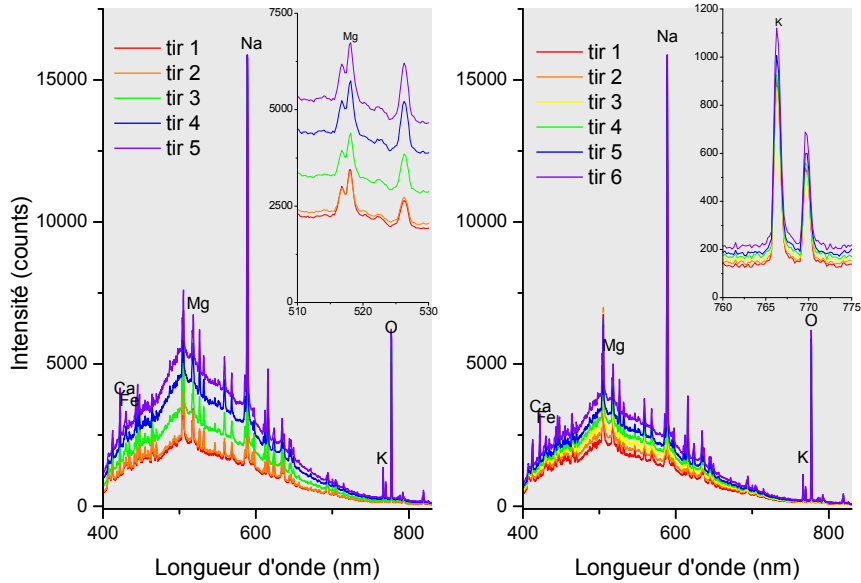 Intensité (counts)
15000
10000
5000
0
400
600
800
Longueur d'onde (nm)
tir 1
tir 2
tir 3
tir 4
tir 5
Na
Mg
Ca
Fe
K
O
7500
5000
2500
0
510
520
530
Mg
15000
10000
5000
0
400
600
800
Longueur d'onde (nm)
tir 1
tir 2
tir 3
tir 4
tir 5
tir 6
Na
Mg
Ca
Fe
K
O
1200
1000
800
600
400
200
0
760
765
770
775
K